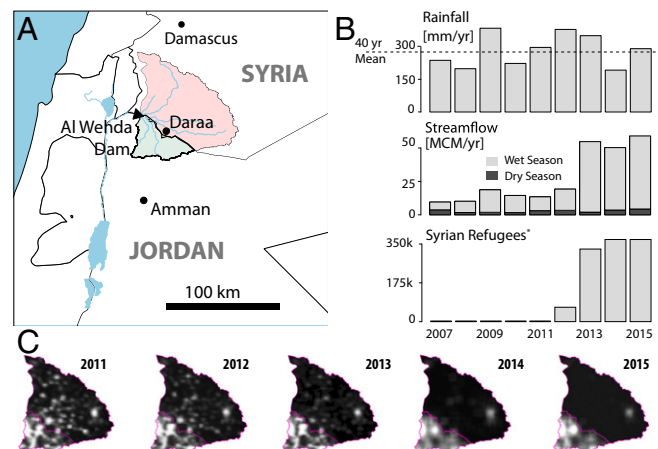 A
Damascus
SYRIA
Al Wehda
Dam
Daraa
Amman
JORDAN
100 km
B
Rainfall
[mm/yr]
40 yr
Mean
300
150
0
Streamflow
[MCM/yr]
50
25
0
Wet Season
Dry Season
Syrian Refugees*
350k
175k
0
2007 2009 2011 2013 2015
C
2011 2012 2013 2014 2015